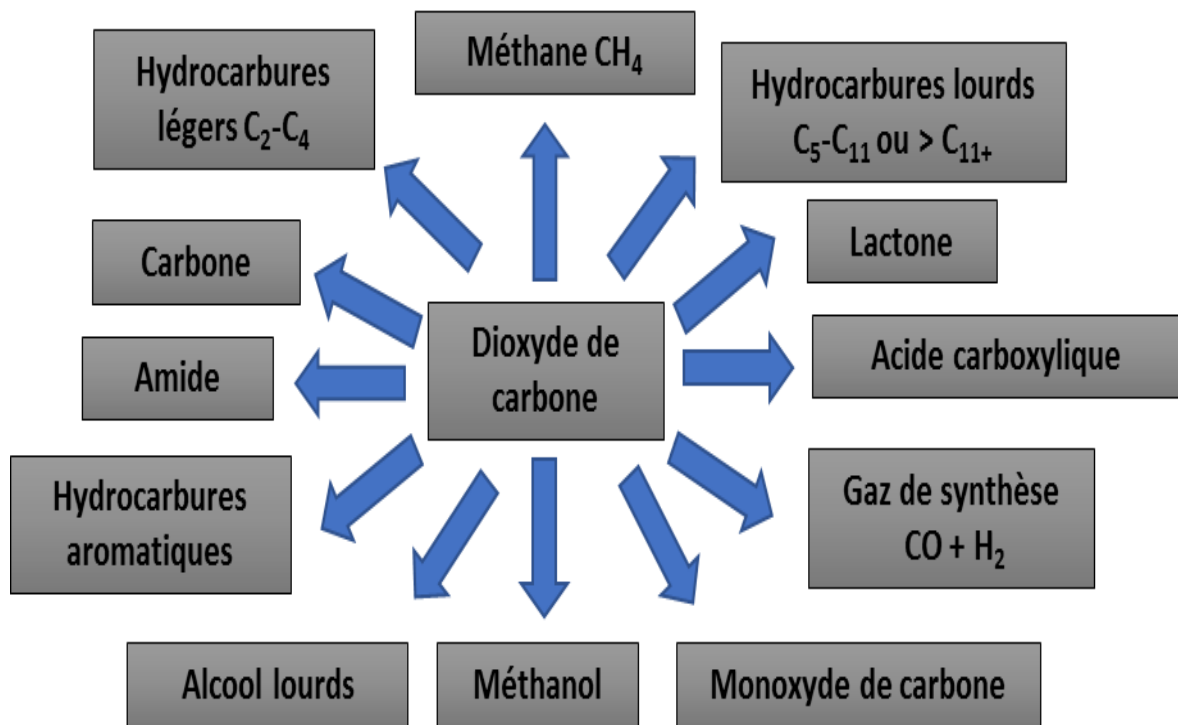 Méthane CH₄
Hydrocarbures
légers C₂-C₄
Hydrocarbures lourds
C₅-C₁₁ ou > C₁₁₊
Carbone
Lactone
Dioxyde de
carbone
Amide
Acide carboxylique
Hydrocarbures
aromatiques
Gaz de synthèse
CO + H₂
Alcool lourds
Méthanol
Monoxyde de carbone